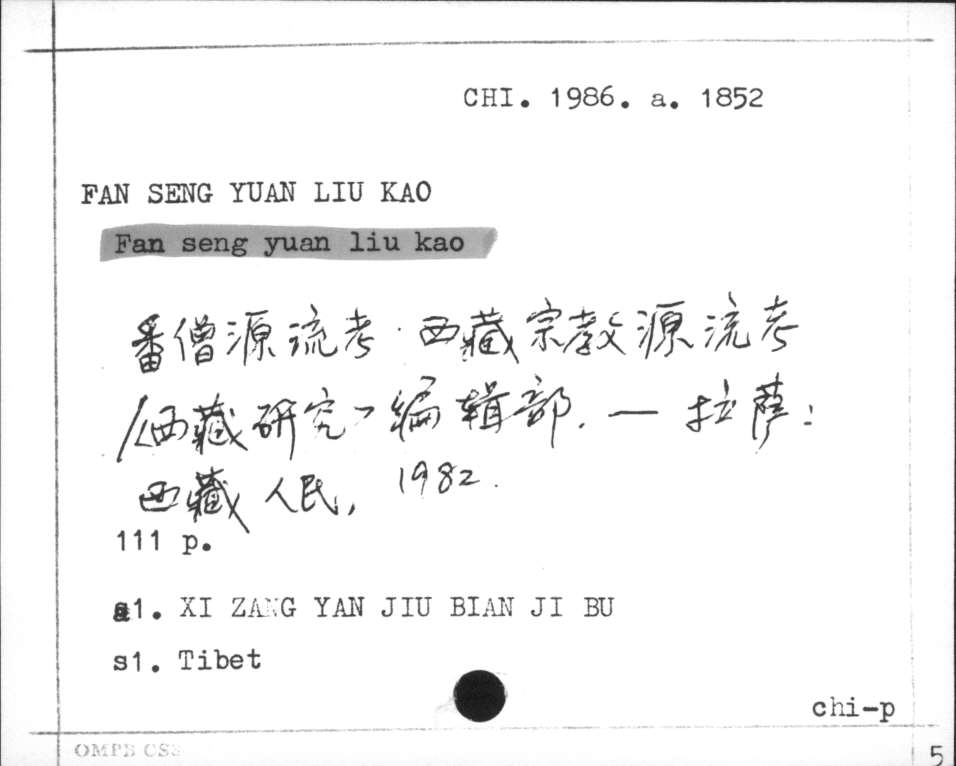 CHI. 1986. a. 1852
FAN SENG YUAN LIU KAO
Fan seng yuan liu kao
番僧源流考·西藏宗教源流考
/《西藏研究》编辑部. — 拉萨:
西藏人民, 1982.
111 p.
a1. XI ZANG YAN JIU BIAN JI BU
s1. Tibet
chi-p
OMPB CS
5